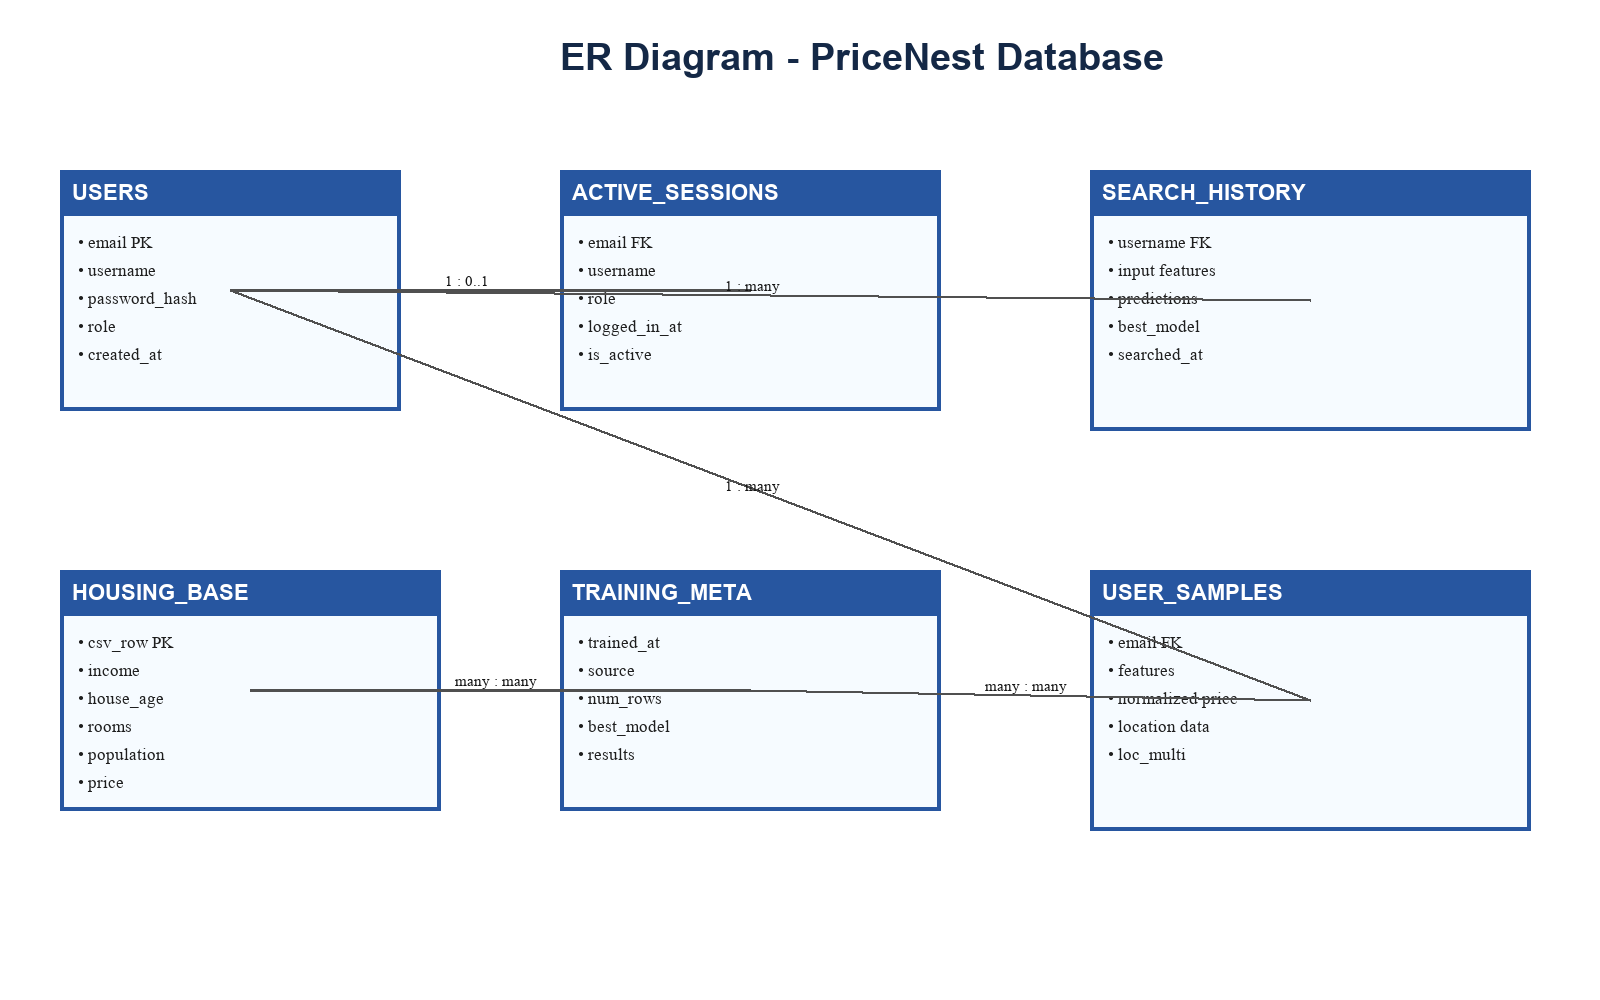 ER Diagram - PriceNest Database
USERS
• email PK
• username
• password_hash
• role
• created_at
1 : 0..1
ACTIVE_SESSIONS
• email FK
• username
• role
• logged_in_at
• is_active
1 : many
SEARCH_HISTORY
• username FK
• input features
• predictions
• best_model
• searched_at
1 : many
HOUSING_BASE
• csv_row PK
• income
• house_age
• rooms
• population
• price
many : many
TRAINING_META
• trained_at
• source
• num_rows
• best_model
• results
many : many
USER_SAMPLES
• email FK
• features
• normalized price
• location data
• loc_multi